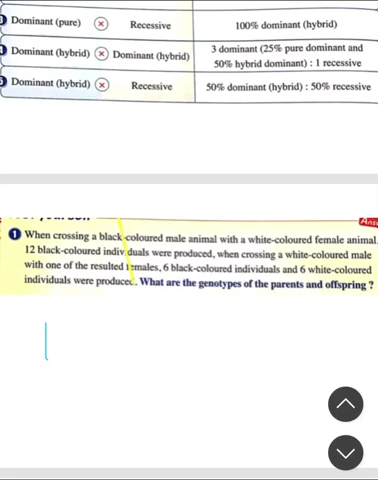 Dominant (pure) × Recessive 100% dominant (hybrid)
Dominant (hybrid) × Dominant (hybrid) 3 dominant (25% pure dominant and
50% hybrid dominant) : 1 recessive
Dominant (hybrid) × Recessive 50% dominant (hybrid) : 50% recessive
1 When crossing a black-coloured male animal with a white-coloured female animal
12 black-coloured individuals were produced, when crossing a white-coloured male
with one of the resulted females, 6 black-coloured individuals and 6 white-coloured
individuals were produced. What are the genotypes of the parents and offspring ?